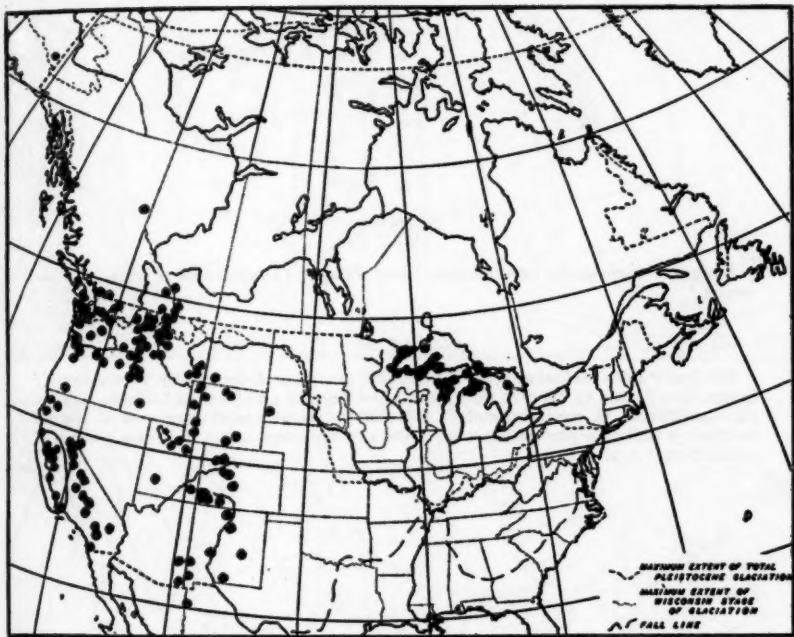 MAXIMUM EXTENT OF TOTAL
PLEISTOCENE GLACIATION
MAXIMUM EXTENT OF
WISCONSIN STAGE
OF GLACIATION
FALL LINE